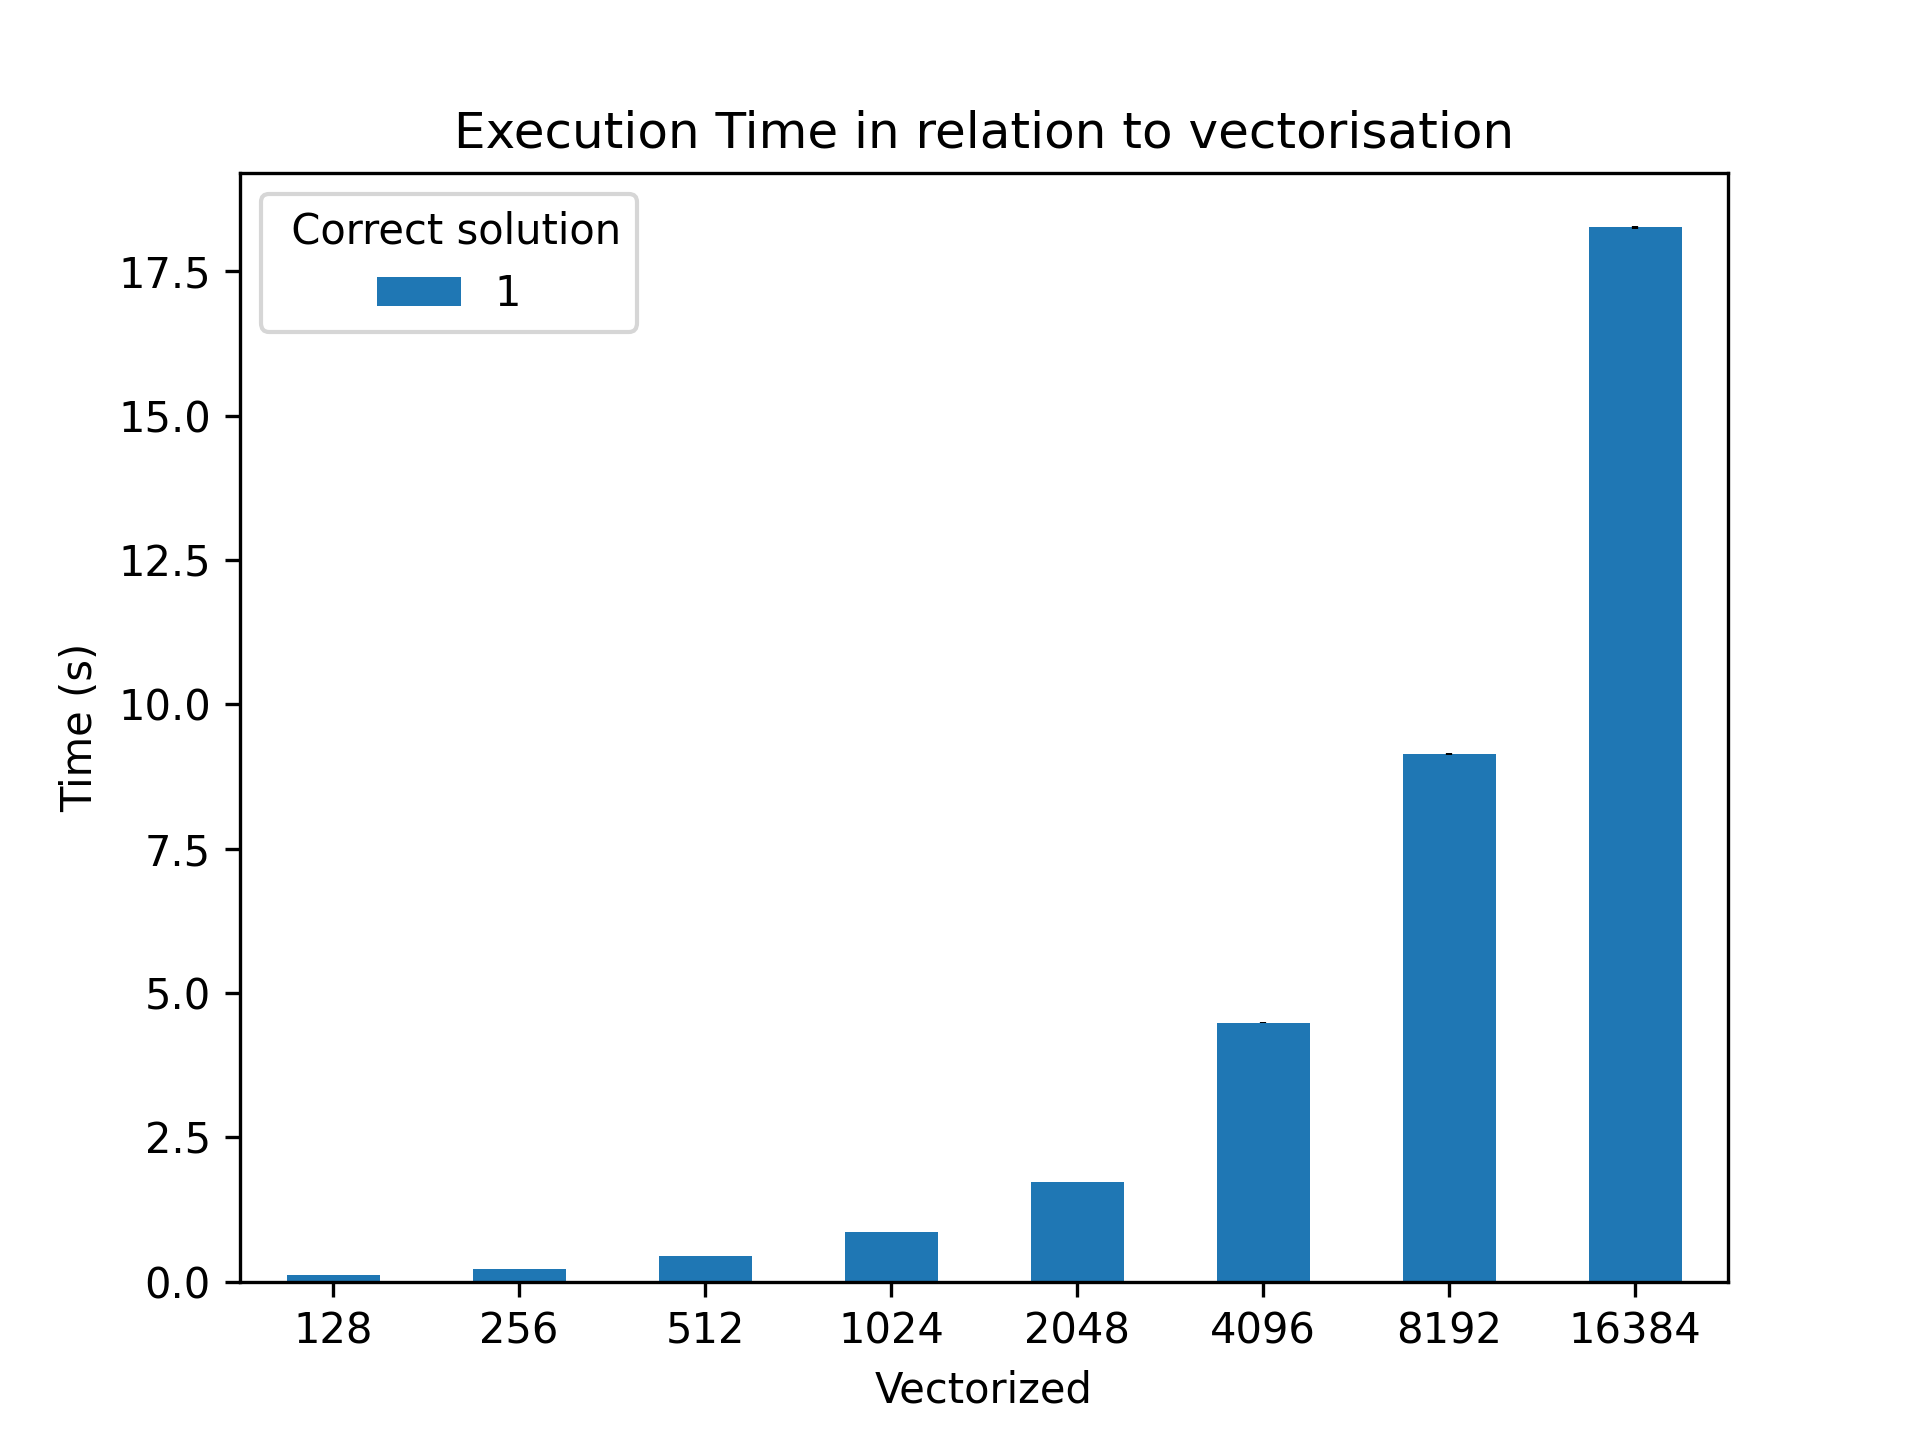 Execution Time in relation to vectorisation
Correct solution
1
17.5
15.0
12.5
10.0
7.5
5.0
2.5
0.0
Time (s)
128 256 512 1024 2048 4096 8192 16384
Vectorized